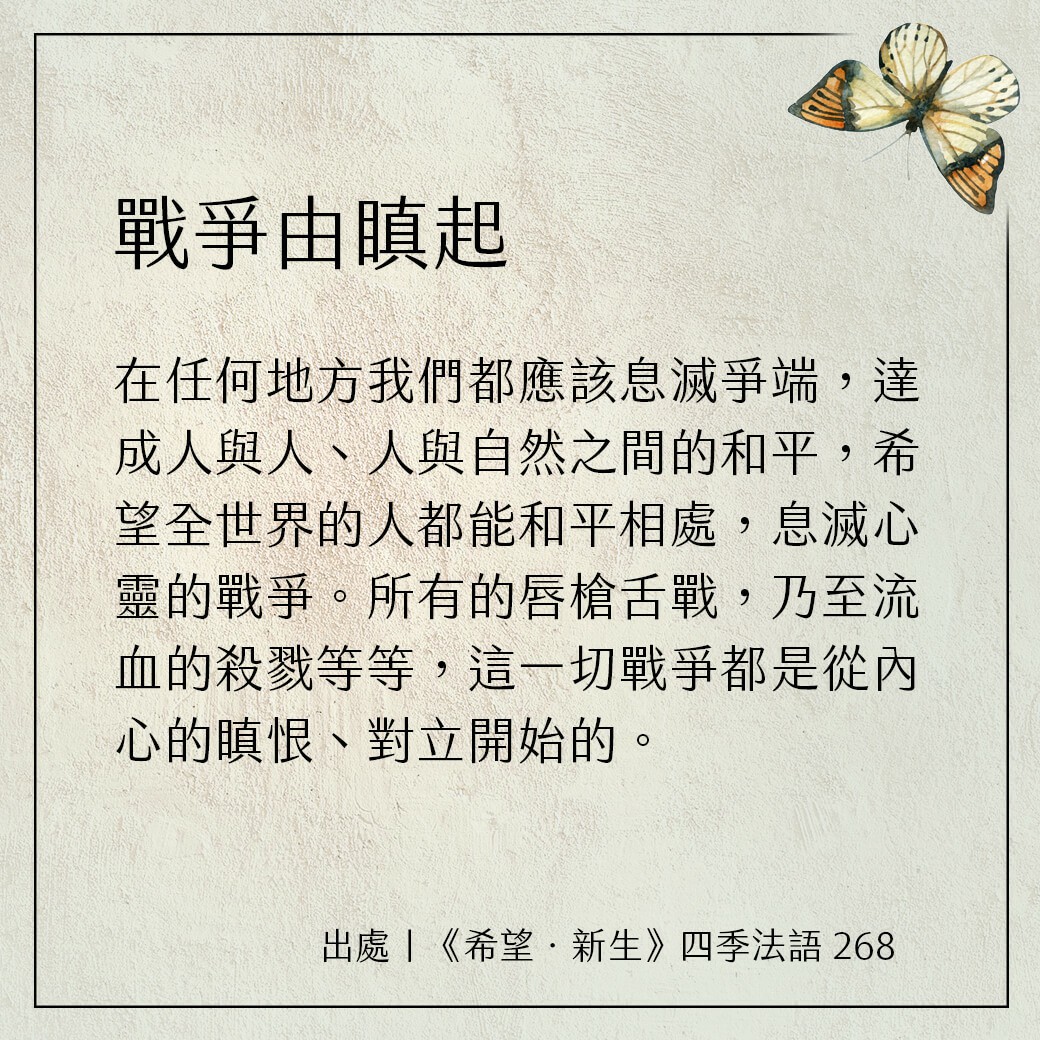 戰爭由瞋起
在任何地方我們都應該息滅爭端，達
成人與人、人與自然之間的和平，希
望全世界的人都能和平相處，息滅心
靈的戰爭。所有的唇槍舌戰，乃至流
血的殺戮等等，這一切戰爭都是從內
心的瞋恨、對立開始的。
出處｜《希望．新生》四季法語 268